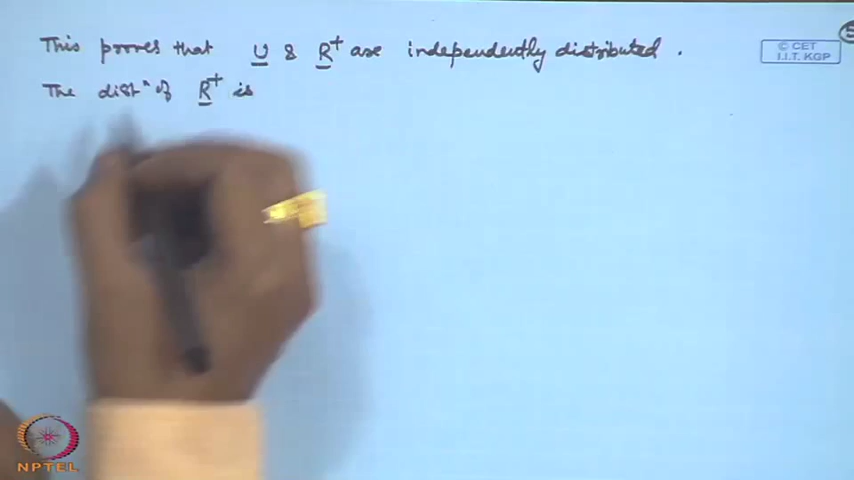 This proves that U & R⁺ are independently distributed.
The distⁿ of R⁺ is
© CET
I.I.T. KGP
NPTEL